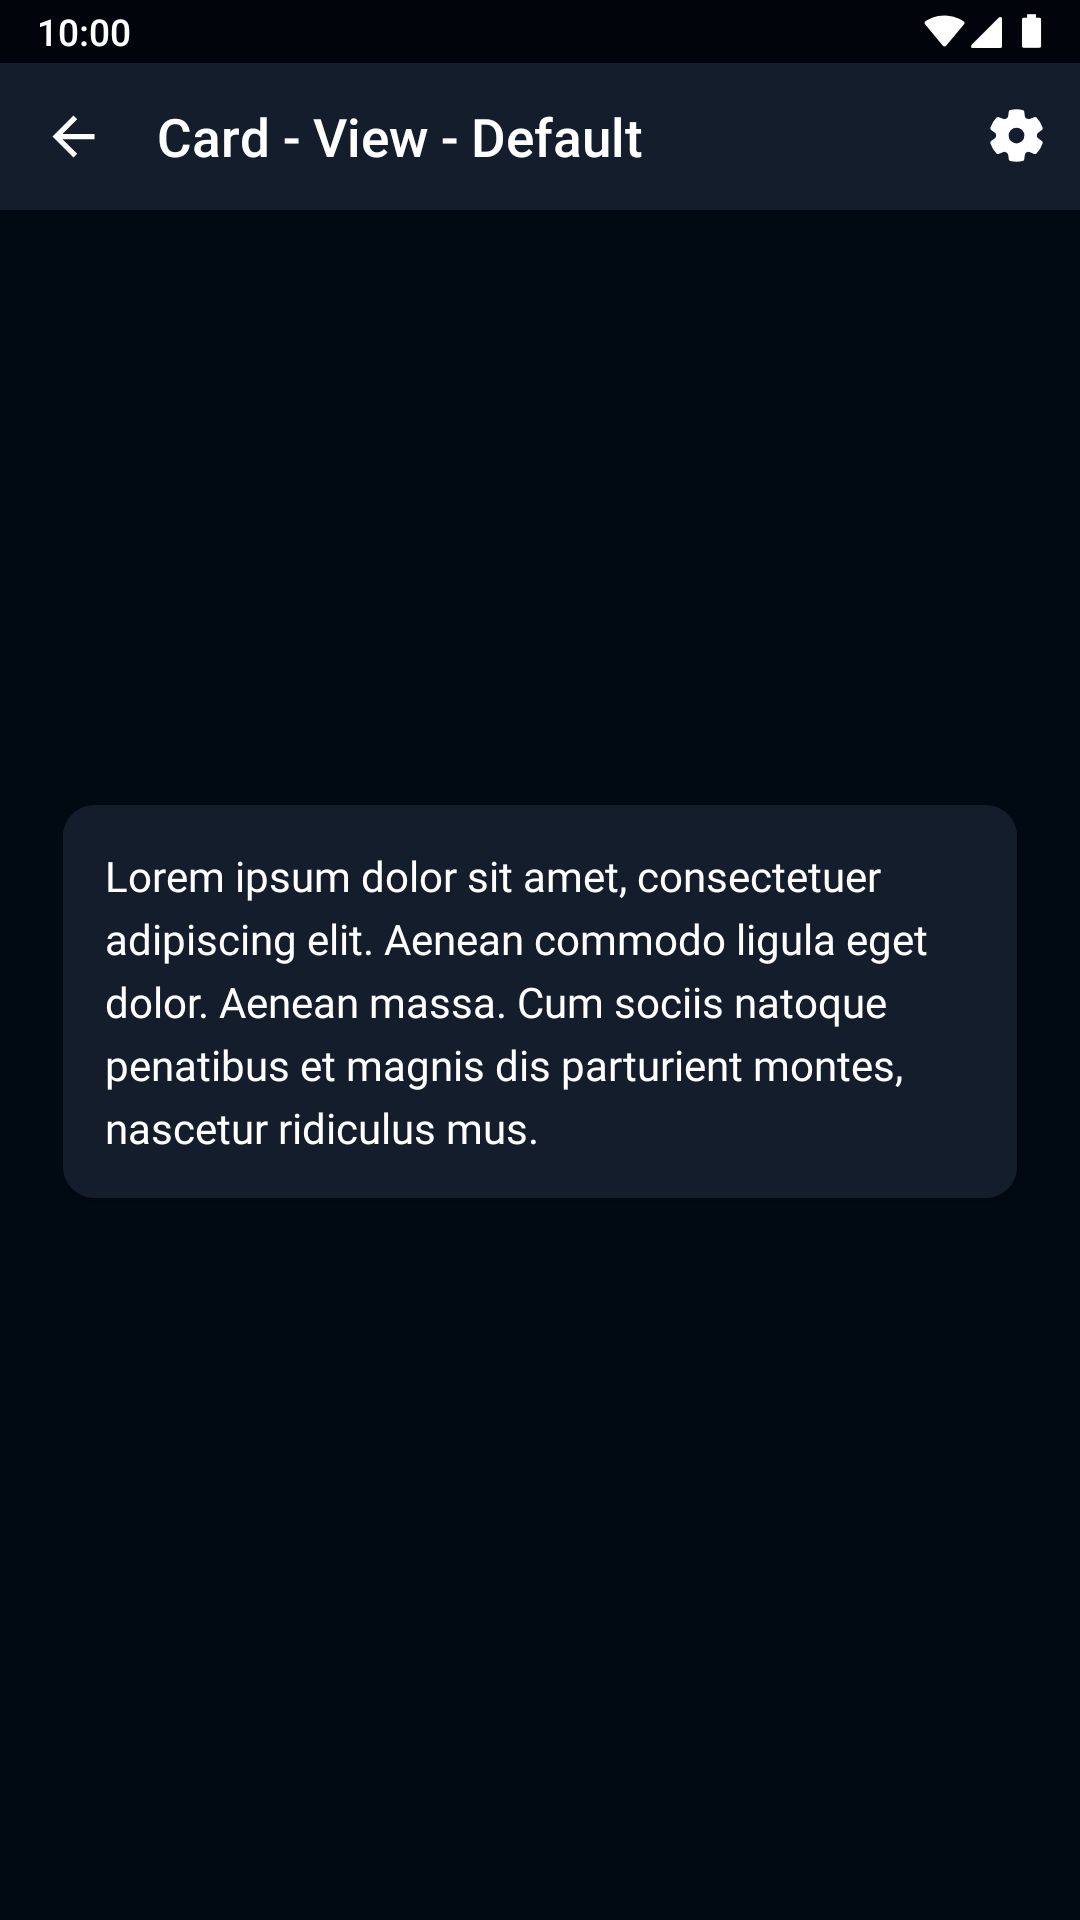 10:00
Card - View - Default
Lorem ipsum dolor sit amet, consectetuer
adipiscing elit. Aenean commodo ligula eget
dolor. Aenean massa. Cum sociis natoque
penatibus et magnis dis parturient montes,
nascetur ridiculus mus.